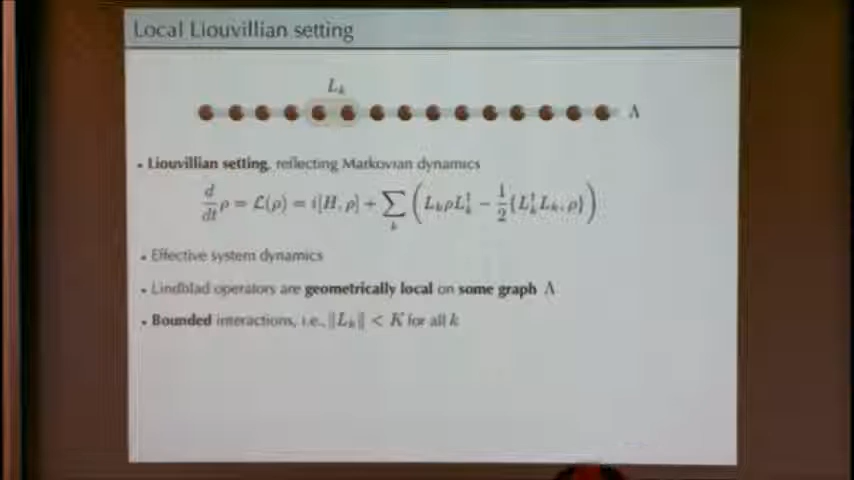 Local Liouvillian setting
L_k
Λ
• Liouvillian setting, reflecting Markovian dynamics
d/dt ρ = ℒ(ρ) = i[H, ρ] + ∑_k ( L_k ρ L_k^† − 1/2 {L_k^† L_k, ρ} )
• Effective system dynamics
• Lindblad operators are geometrically local on some graph Λ
• Bounded interactions, i.e., ‖L_k‖ < K for all k